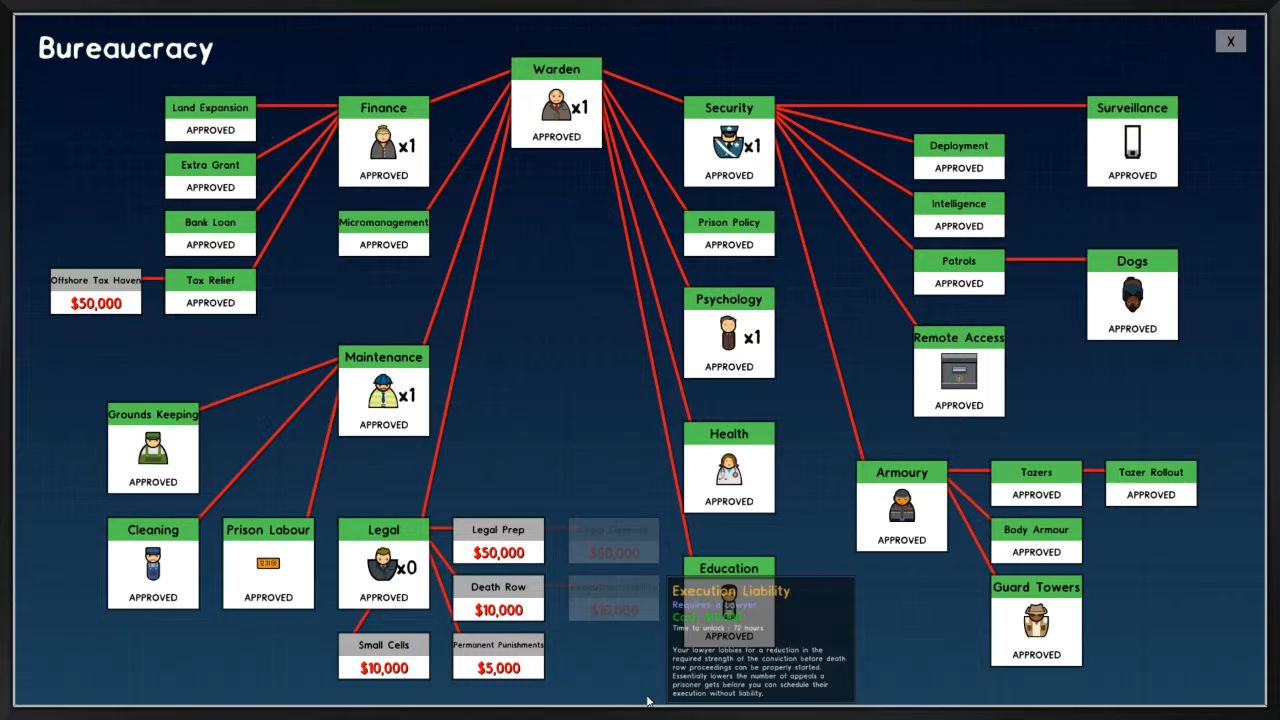 Bureaucracy
X
Warden
x1
APPROVED
Land Expansion
APPROVED
Finance
x1
APPROVED
Security
x1
APPROVED
Surveillance
APPROVED
Deployment
APPROVED
Extra Grant
APPROVED
Intelligence
APPROVED
Bank Loan
APPROVED
Micromanagement
APPROVED
Prison Policy
APPROVED
Patrols
APPROVED
Dogs
APPROVED
Offshore Tax Haven
$50,000
Tax Relief
APPROVED
Psychology
x1
APPROVED
Remote Access
APPROVED
Maintenance
x1
APPROVED
Grounds Keeping
APPROVED
Health
APPROVED
Armoury
APPROVED
Tazers
APPROVED
Tazer Rollout
APPROVED
Cleaning
APPROVED
Prison Labour
APPROVED
Legal
x0
APPROVED
Legal Prep
$50,000
$50,000
Body Armour
APPROVED
Death Row
$10,000
Execution Liability
$10,000
Education
APPROVED
Guard Towers
APPROVED
Small Cells
$10,000
Permanent Punishments
$5,000
Execution Liability
Requires a Lawyer
Time to unlock : 72 hours
Your lawyer lobbies for a reduction in the
required strength of the conviction before death
row proceedings can be properly started.
Essentially lowers the number of appeals a
prisoner gets before you can schedule their
execution without liability.